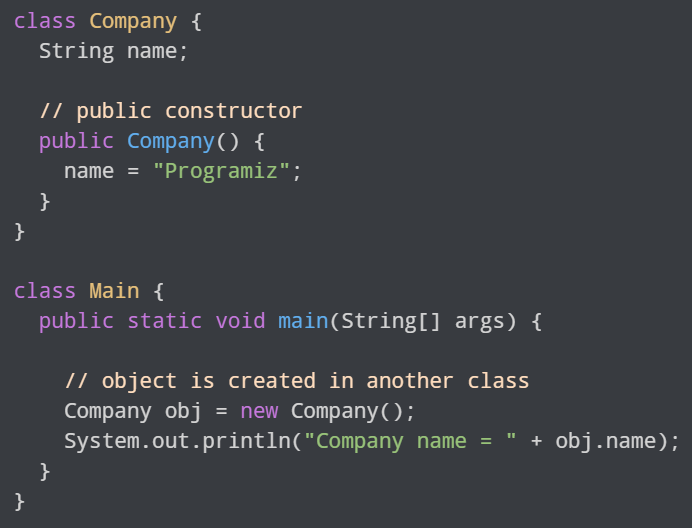 class Company {
  String name;

  // public constructor
  public Company() {
    name = "Programiz";
  }
}

class Main {
  public static void main(String[] args) {

    // object is created in another class
    Company obj = new Company();
    System.out.println("Company name = " + obj.name);
  }
}